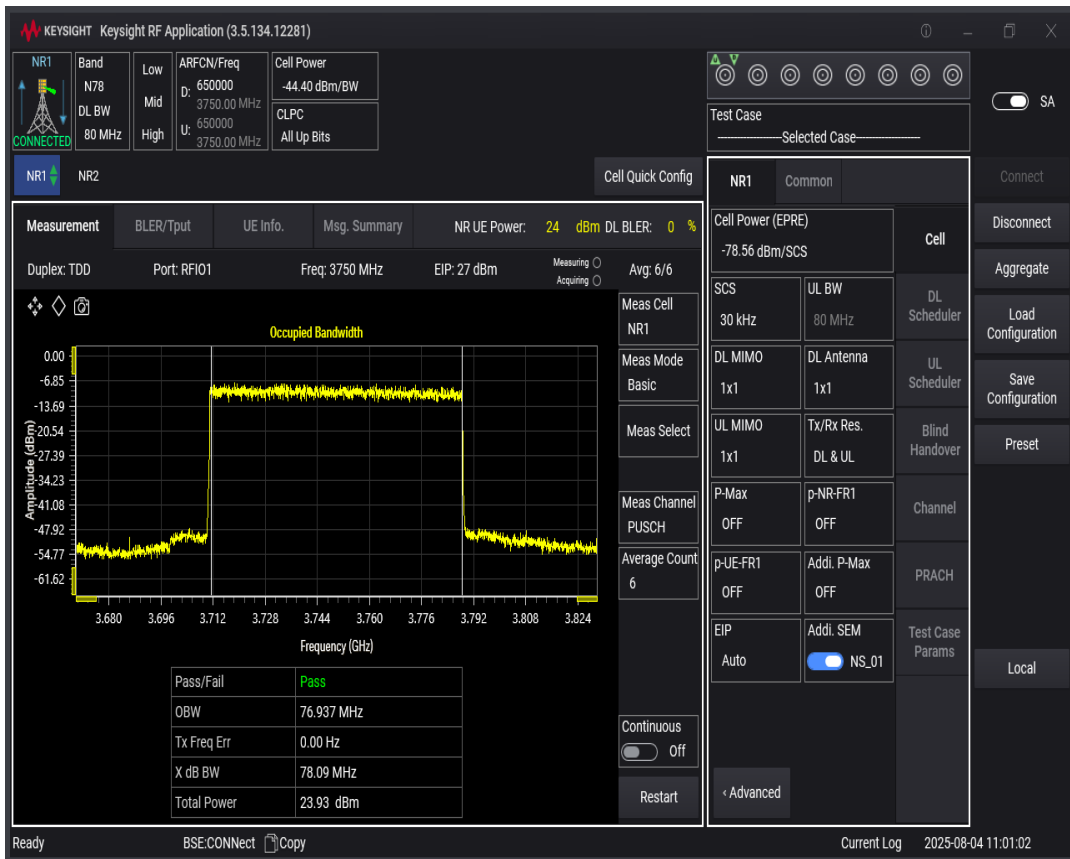 KEYSIGHT Keysight RF Application (3.5.134.12281)
NR1
CONNECTED
Band
N78
DL BW
80 MHz
Low
Mid
High
ARFCN/Freq
D: 650000
3750.00 MHz
U: 650000
3750.00 MHz
Cell Power
-44.40 dBm/BW
CLPC
All Up Bits
Test Case
Selected Case
SA
NR1
NR2
Cell Quick Config
Measurement
BLER/Tput
UE Info.
Msg. Summary
NR UE Power: 24 dBm DL BLER: 0 %
Duplex: TDD
Port: RFIO1
Freq: 3750 MHz
EIP: 27 dBm
Measuring
Acquiring
Avg: 6/6
Occupied Bandwidth
Amplitude (dBm)
0.00
-6.85
-13.69
-20.54
-27.39
-34.23
-41.08
-47.92
-54.77
-61.62
3.680 3.696 3.712 3.728 3.744 3.760 3.776 3.792 3.808 3.824
Frequency (GHz)
Pass/Fail Pass
OBW 76.937 MHz
Tx Freq Err 0.00 Hz
X dB BW 78.09 MHz
Total Power 23.93 dBm
Meas Cell
NR1
Meas Mode
Basic
Meas Select
Meas Channel
PUSCH
Average Count
6
Continuous
Off
Restart
NR1
Common
Cell Power (EPRE)
-78.56 dBm/SCS
SCS
30 kHz
UL BW
80 MHz
DL MIMO
1x1
DL Antenna
1x1
UL MIMO
1x1
Tx/Rx Res.
DL & UL
P-Max
OFF
p-NR-FR1
OFF
p-UE-FR1
OFF
Addi. P-Max
OFF
EIP
Auto
Addi. SEM
NS_01
‹ Advanced
Cell
DL
Scheduler
UL
Scheduler
Blind
Handover
Channel
PRACH
Test Case
Params
Connect
Disconnect
Aggregate
Load
Configuration
Save
Configuration
Preset
Local
Ready
BSE:CONNect
Copy
Current Log
2025-08-04 11:01:02